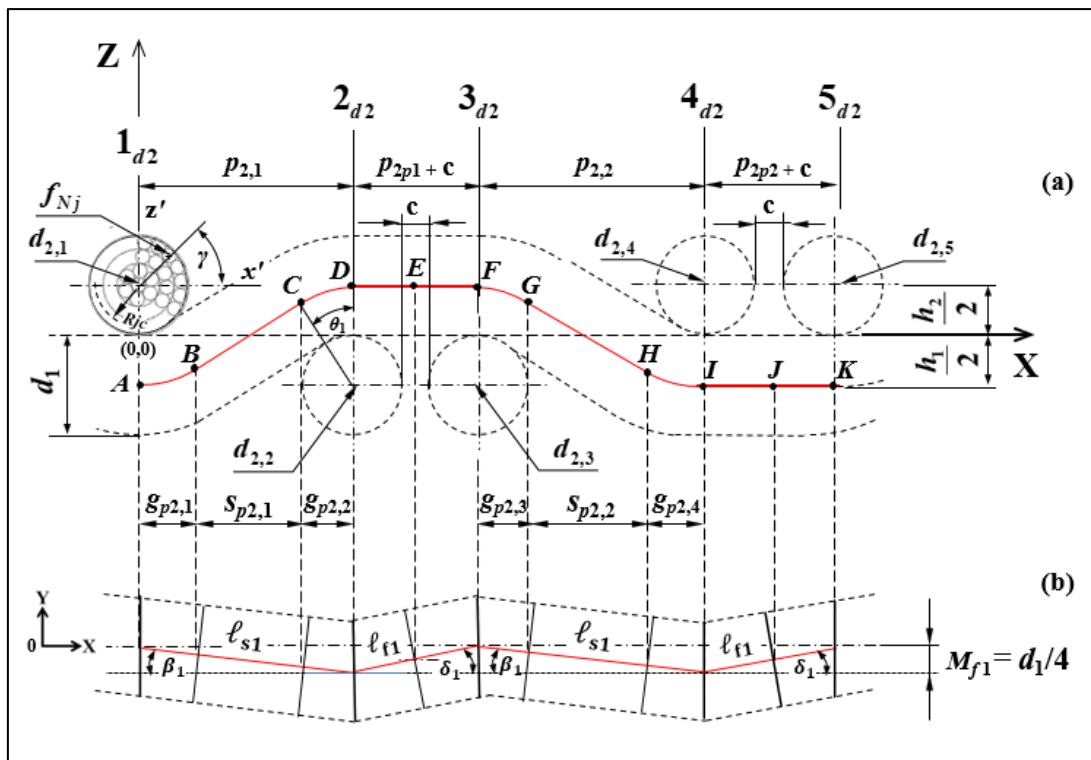 Z
1d2
2d2
3d2
4d2
5d2
p2,1
p2p1 + c
p2,2
p2p2 + c
(a)
fNj
z'
c
c
d2,1
γ
x'
d2,4
d2,5
D
E
F
C
G
Rjc
θ1
h2/2
(0,0)
X
B
H
h1/2
A
I
J
K
d1
d2,2
d2,3
gp2,1
sp2,1
gp2,2
gp2,3
sp2,2
gp2,4
(b)
Y
0
X
ℓs1
ℓf1
ℓs1
ℓf1
β1
δ1
β1
δ1
Mf1 = d1/4